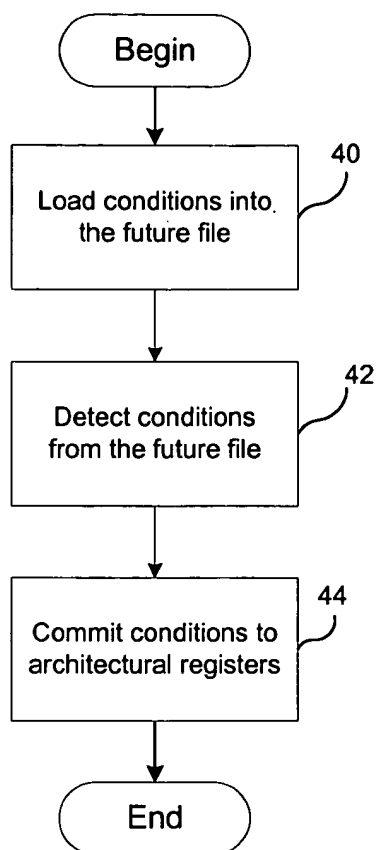 Begin
40
Load conditions into
the future file
42
Detect conditions
from the future file
44
Commit conditions to
architectural registers
End